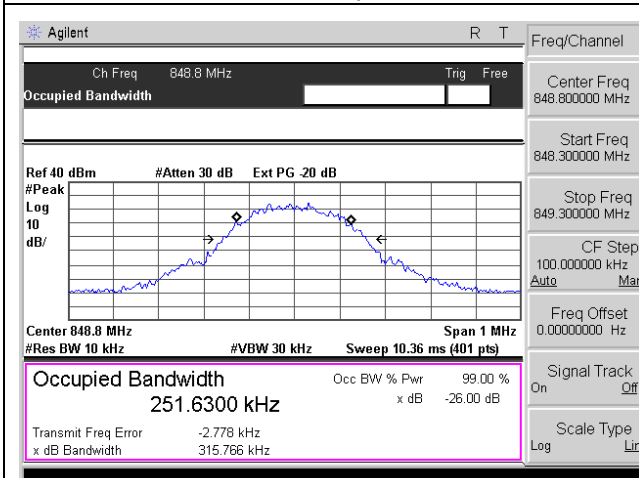 Agilent R T
Ch Freq 848.8 MHz Trig Free
Occupied Bandwidth
Ref 40 dBm #Atten 30 dB Ext PG -20 dB
#Peak
Log
10
dB/
Center 848.8 MHz Span 1 MHz
#Res BW 10 kHz #VBW 30 kHz Sweep 10.36 ms (401 pts)
Occupied Bandwidth Occ BW % Pwr 99.00 %
251.6300 kHz x dB -26.00 dB
Transmit Freq Error -2.778 kHz
x dB Bandwidth 315.766 kHz
Freq/Channel
Center Freq
848.800000 MHz
Start Freq
848.300000 MHz
Stop Freq
849.300000 MHz
CF Step
100.000000 kHz
Auto Mar
Freq Offset
0.00000000 Hz
Signal Track
On Off
Scale Type
Log Lin